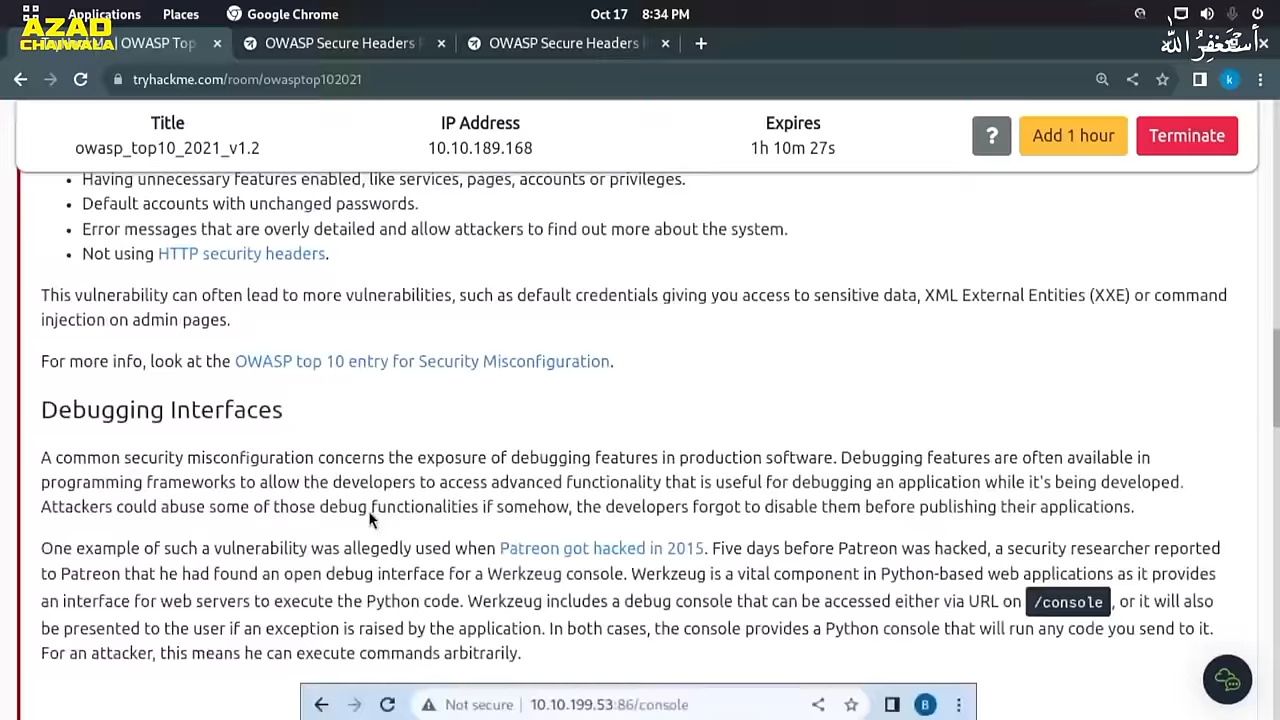 Applications Places Google Chrome Oct 17 8:34 PM
AZAD
CHAIWALA
أستغفر الله
OWASP Top
OWASP Secure Headers
OWASP Secure Headers
tryhackme.com/room/owasptop102021
k
Title IP Address Expires
owasp_top10_2021_v1.2 10.10.189.168 1h 10m 27s
? Add 1 hour Terminate
• Having unnecessary features enabled, like services, pages, accounts or privileges.
• Default accounts with unchanged passwords.
• Error messages that are overly detailed and allow attackers to find out more about the system.
• Not using HTTP security headers.
This vulnerability can often lead to more vulnerabilities, such as default credentials giving you access to sensitive data, XML External Entities (XXE) or command
injection on admin pages.
For more info, look at the OWASP top 10 entry for Security Misconfiguration.
Debugging Interfaces
A common security misconfiguration concerns the exposure of debugging features in production software. Debugging features are often available in
programming frameworks to allow the developers to access advanced functionality that is useful for debugging an application while it's being developed.
Attackers could abuse some of those debug functionalities if somehow, the developers forgot to disable them before publishing their applications.
One example of such a vulnerability was allegedly used when Patreon got hacked in 2015. Five days before Patreon was hacked, a security researcher reported
to Patreon that he had found an open debug interface for a Werkzeug console. Werkzeug is a vital component in Python-based web applications as it provides
an interface for web servers to execute the Python code. Werkzeug includes a debug console that can be accessed either via URL on /console, or it will also
be presented to the user if an exception is raised by the application. In both cases, the console provides a Python console that will run any code you send to it.
For an attacker, this means he can execute commands arbitrarily.
Not secure 10.10.199.53:86/console B